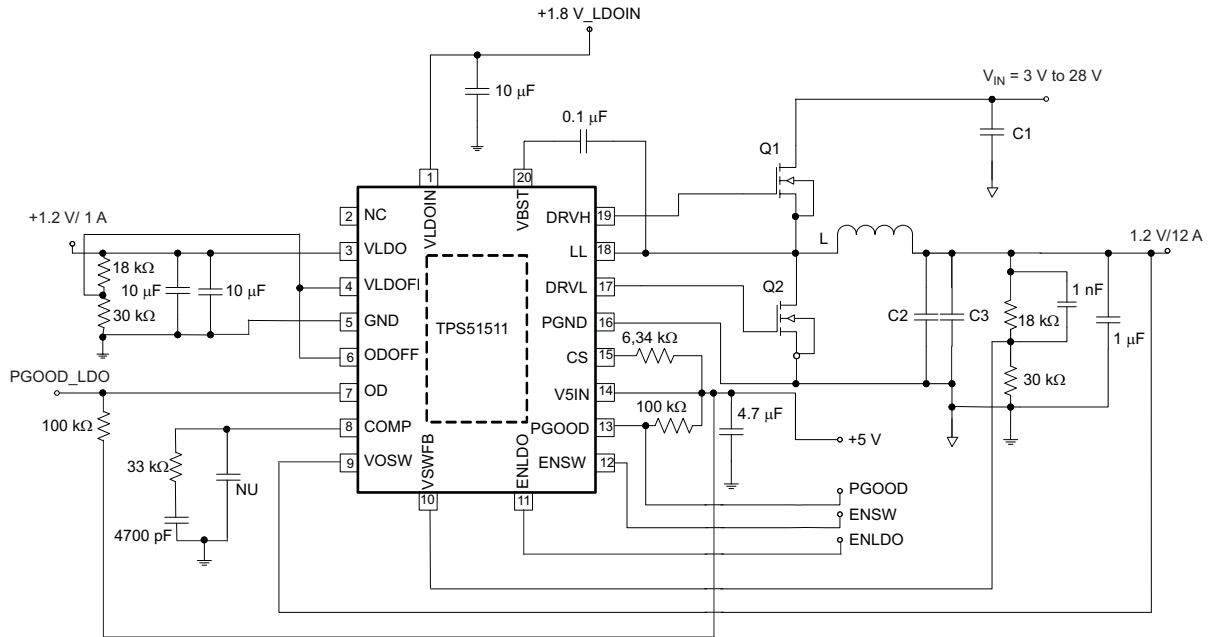 +1.8 V_LDOIN
10 μF
VIN = 3 V to 28 V
C1
0.1 μF
Q1
1
20
VLDOIN
VBST
2
NC
DRVH
19
+1.2 V/ 1 A
3
VLDO
LL
18
L
1.2 V/12 A
18 kΩ
10 μF
10 μF
30 kΩ
4
VLDOFI
DRVL
17
Q2
5
GND
TPS51511
PGND
16
C2
C3
18 kΩ
1 nF
1 μF
30 kΩ
6
ODOFF
CS
15
6,34 kΩ
PGOOD_LDO
7
OD
V5IN
14
100 kΩ
4.7 μF
+5 V
100 kΩ
8
COMP
PGOOD
13
33 kΩ
NU
4700 pF
9
VOSW
ENSW
12
VSWFB
ENLDO
10
11
PGOOD
ENSW
ENLDO